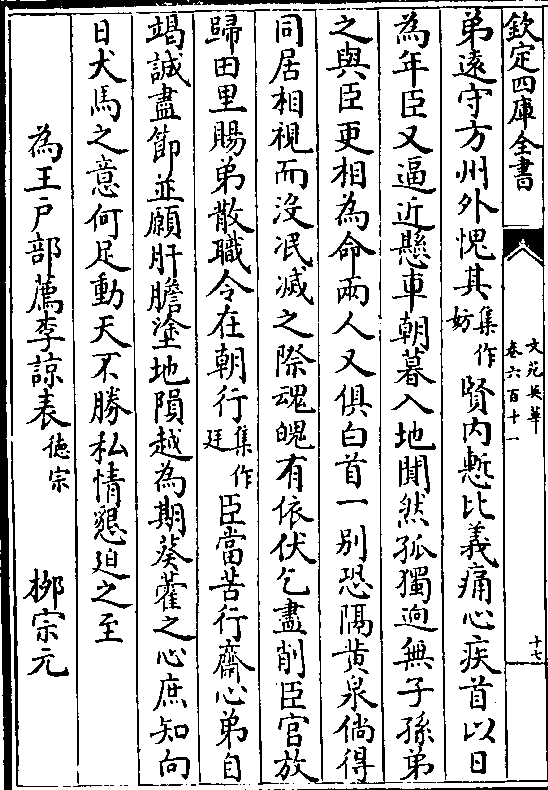 欽定四庫全書
文苑英華
卷六百十一
十七
弟遠守方州外愧其集作妨賢内慙比義痛心疾首以日
為年臣又逼近懸車朝暮入地闃然孤獨迥無子孫弟
之與臣更相為命兩人又俱白首一别恐隔黄泉倘得
同居相視而沒泯滅之際魂魄有依伏乞盡削臣官放
歸田里賜弟散職令在朝行集作廷臣當苦行齋心弟自
竭誠盡節並願肝膽塗地隕越為期葵藿之心庶知向
日犬馬之意何足動天不勝私情懇迫之至
為王户部薦李諒表徳宗 栁宗元